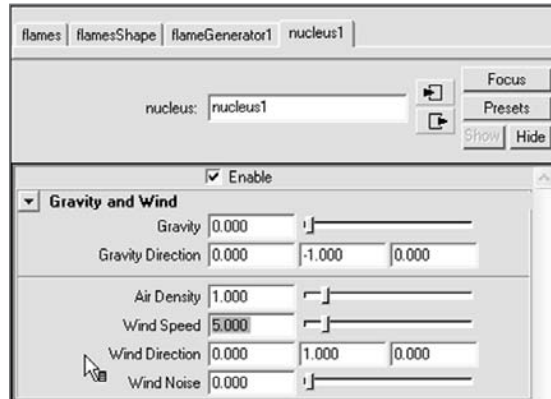 flames flamesShape flameGenerator1 nucleus1
nucleus: nucleus1
Focus
Presets
Show Hide
Enable
Gravity and Wind
Gravity 0.000
Gravity Direction 0.000 -1.000 0.000
Air Density 1.000
Wind Speed 5.000
Wind Direction 0.000 1.000 0.000
Wind Noise 0.000